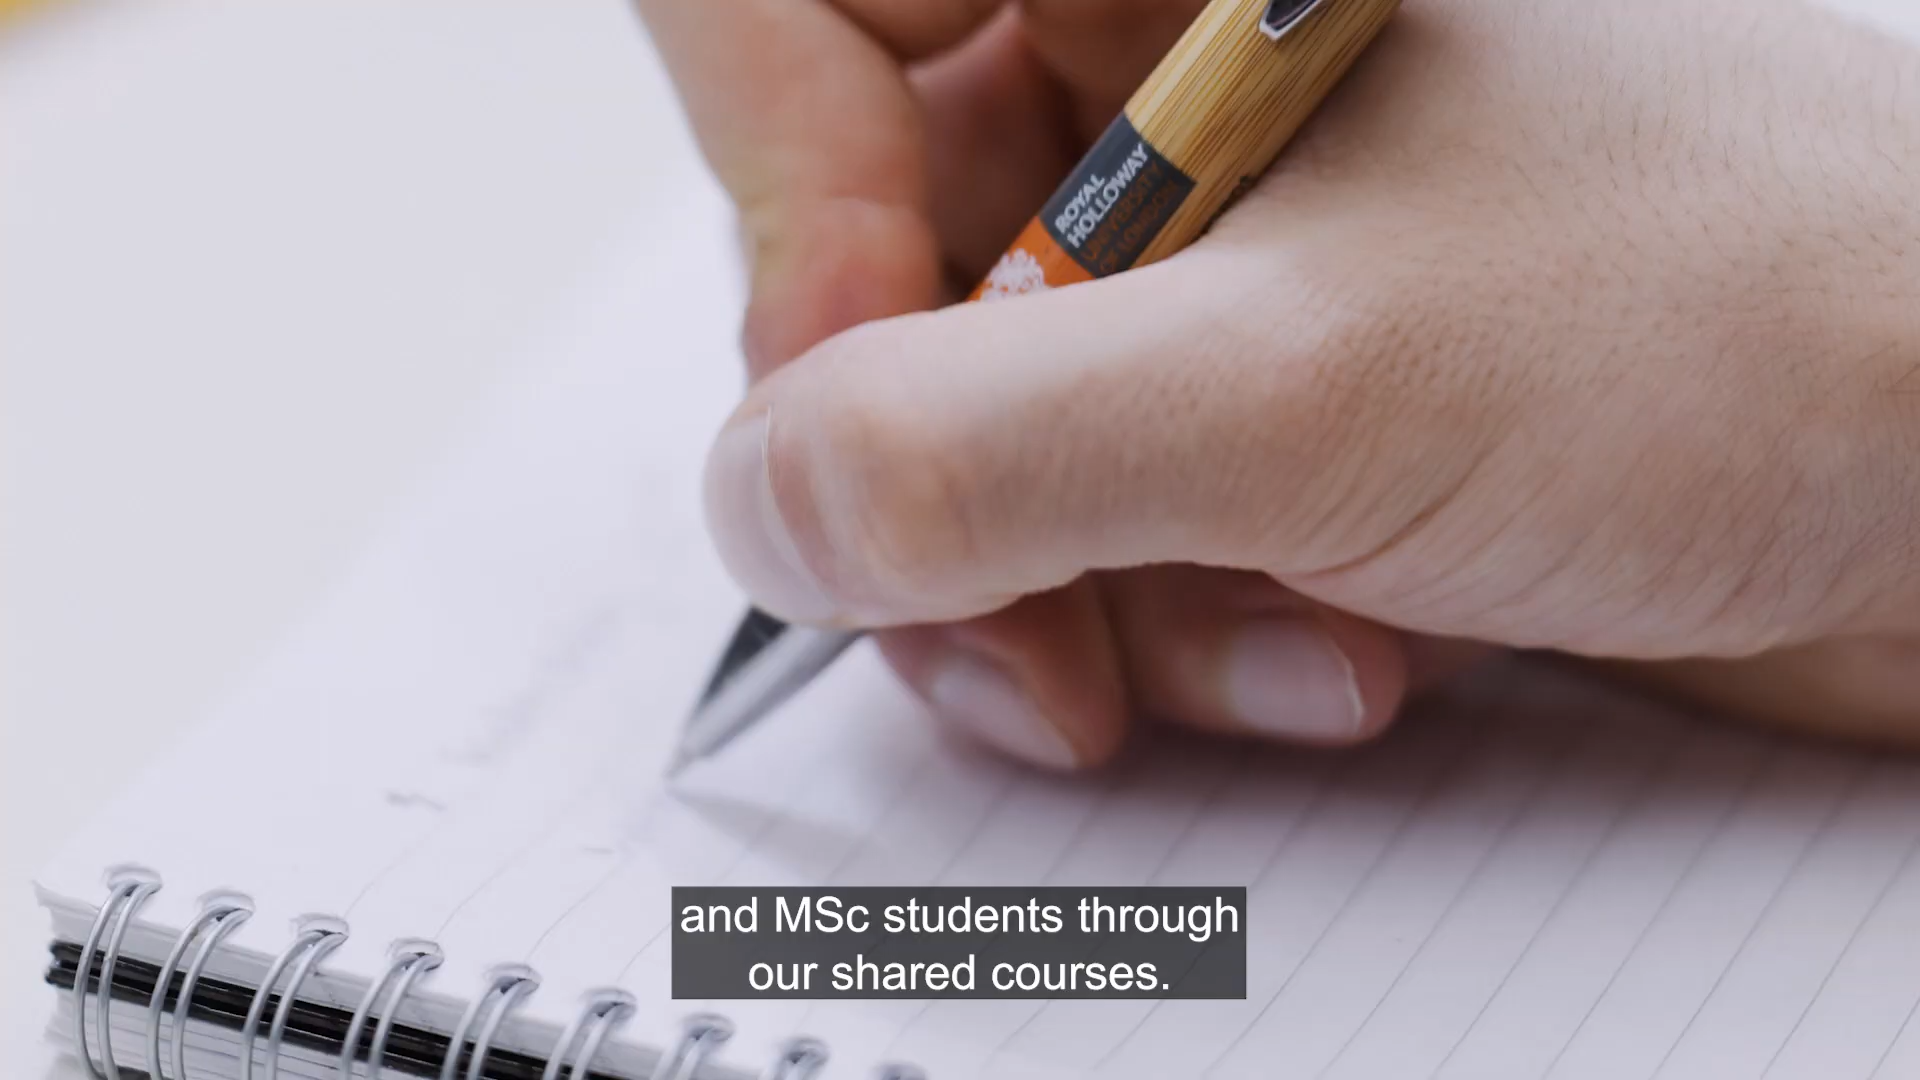 ROYAL
HOLLOWAY
UNIVERSITY
OF LONDON
and MSc students through
our shared courses.